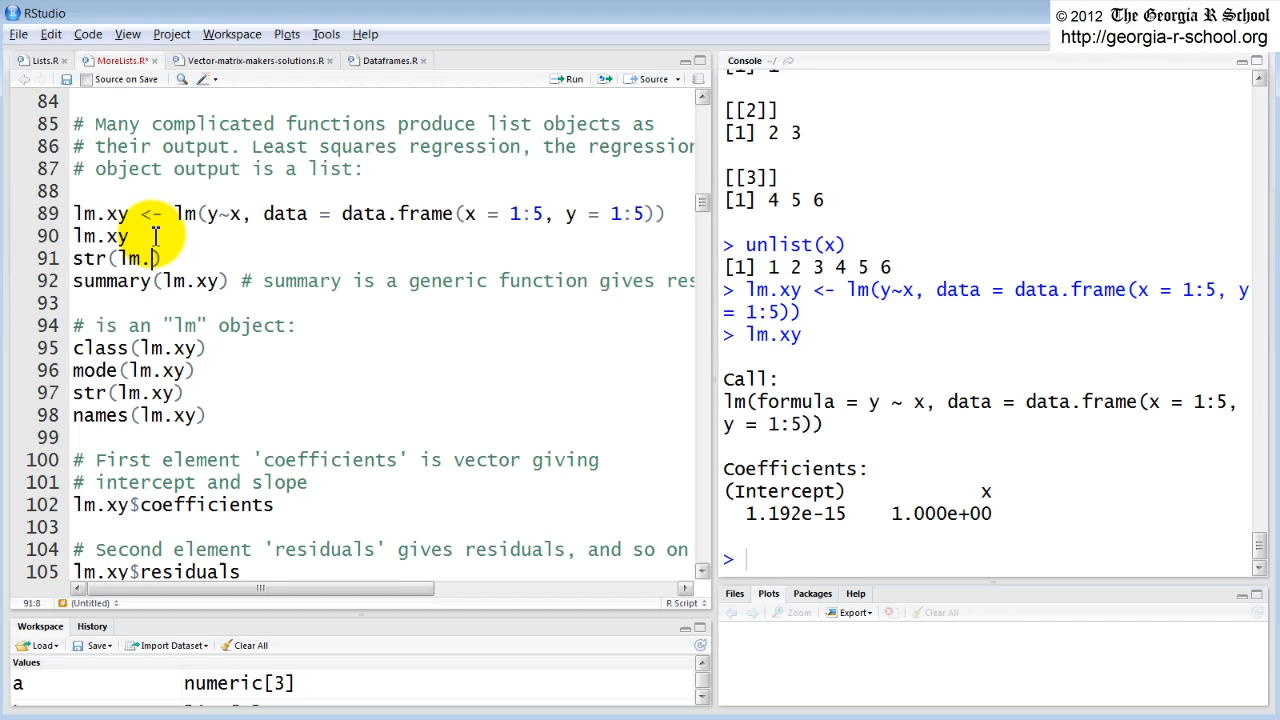 RStudio
© 2012 The Georgia R School
http://georgia-r-school.org
File Edit Code View Project Workspace Plots Tools Help
Lists.R × MoreLists.R* × Vector-matrix-makers-solutions.R × Dataframes.R ×
Source on Save Run Source
84
85 # Many complicated functions produce list objects as
86 # their output. Least squares regression, the regression
87 # object output is a list:
88
89 lm.xy <- lm(y~x, data = data.frame(x = 1:5, y = 1:5))
90 lm.xy
91 str(lm.)
92 summary(lm.xy) # summary is a generic function gives res
93
94 # is an "lm" object:
95 class(lm.xy)
96 mode(lm.xy)
97 str(lm.xy)
98 names(lm.xy)
99
100 # First element 'coefficients' is vector giving
101 # intercept and slope
102 lm.xy$coefficients
103
104 # Second element 'residuals' gives residuals, and so on
105 lm.xy$residuals
91:8 (Untitled) R Script
Workspace History
Load Save Import Dataset Clear All
Values
a numeric[3]
Console ~/
[[2]]
[1] 2 3
[[3]]
[1] 4 5 6
> unlist(x)
[1] 1 2 3 4 5 6
> lm.xy <- lm(y~x, data = data.frame(x = 1:5, y
= 1:5))
> lm.xy
Call:
lm(formula = y ~ x, data = data.frame(x = 1:5,
y = 1:5))
Coefficients:
(Intercept) x
1.192e-15 1.000e+00
>
Files Plots Packages Help
Zoom Export Clear All